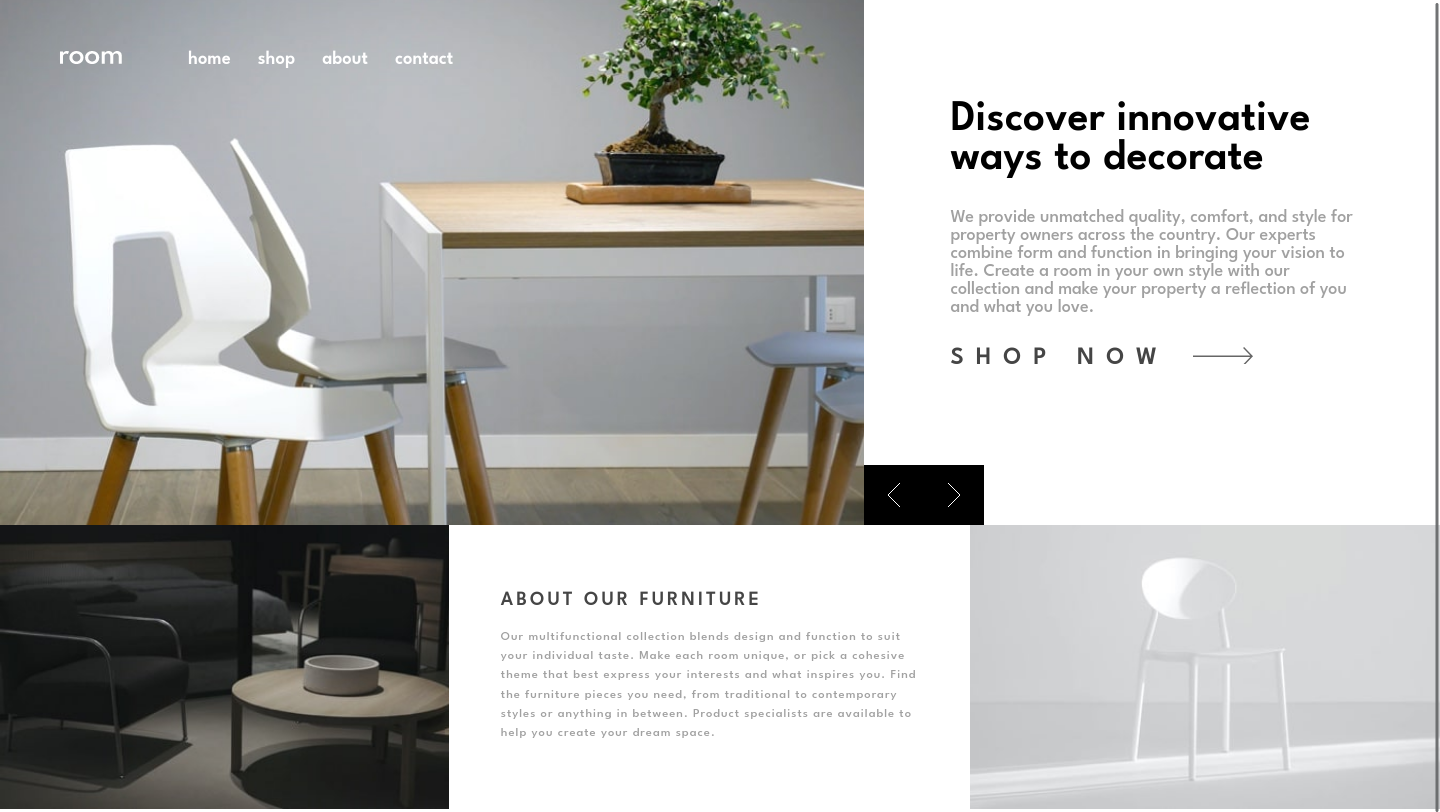 room
home shop about contact
Discover innovative
ways to decorate
We provide unmatched quality, comfort, and style for
property owners across the country. Our experts
combine form and function in bringing your vision to
life. Create a room in your own style with our
collection and make your property a reflection of you
and what you love.
SHOP NOW
ABOUT OUR FURNITURE
Our multifunctional collection blends design and function to suit
your individual taste. Make each room unique, or pick a cohesive
theme that best express your interests and what inspires you. Find
the furniture pieces you need, from traditional to contemporary
styles or anything in between. Product specialists are available to
help you create your dream space.